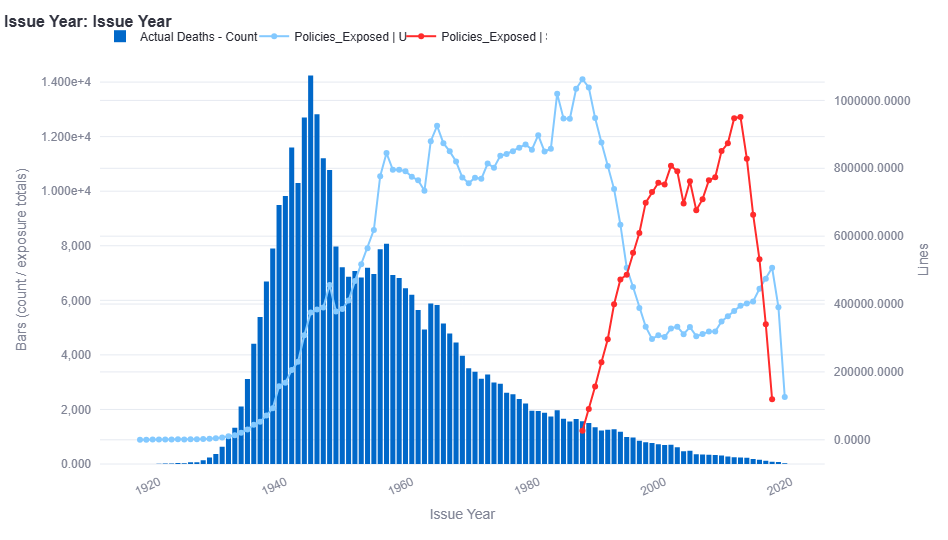 Issue Year: Issue Year
Actual Deaths - Count
Policies_Exposed | U
Policies_Exposed |
1.400e+4
1.200e+4
1.000e+4
8,000
6,000
4,000
2,000
0.000
Bars (count / exposure totals)
1000000.0000
800000.0000
600000.0000
400000.0000
200000.0000
0.0000
Lines
1920
1940
1960
1980
2000
2020
Issue Year